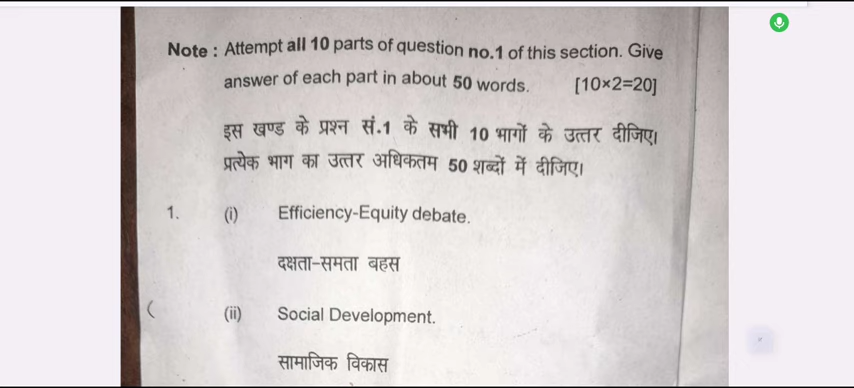 Note : Attempt all 10 parts of question no.1 of this section. Give
answer of each part in about 50 words. [10×2=20]
इस खण्ड के प्रश्न सं.1 के सभी 10 भागों के उत्तर दीजिए।
प्रत्येक भाग का उत्तर अधिकतम 50 शब्दों में दीजिए।
1. (i) Efficiency-Equity debate.
दक्षता-समता बहस
(ii) Social Development.
सामाजिक विकास